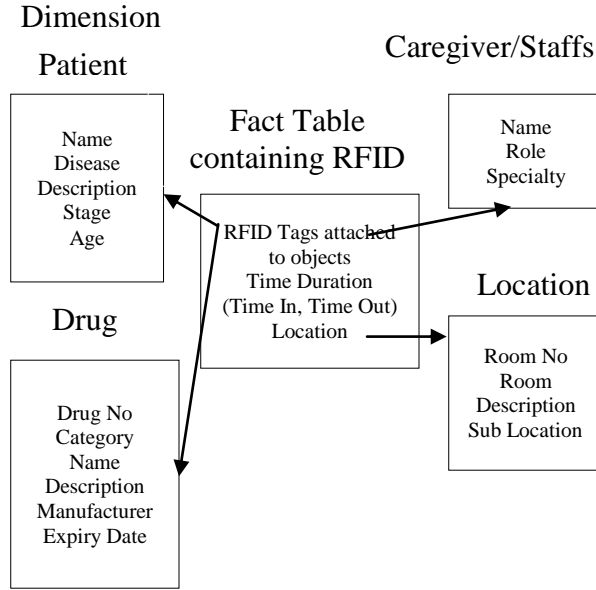 Dimension
Patient
Name
Disease
Description
Stage
Age
Fact Table
containing RFID
RFID Tags attached
to objects
Time Duration
(Time In, Time Out)
Location
Caregiver/Staffs
Name
Role
Specialty
Drug
Drug No
Category
Name
Description
Manufacturer
Expiry Date
Location
Room No
Room
Description
Sub Location